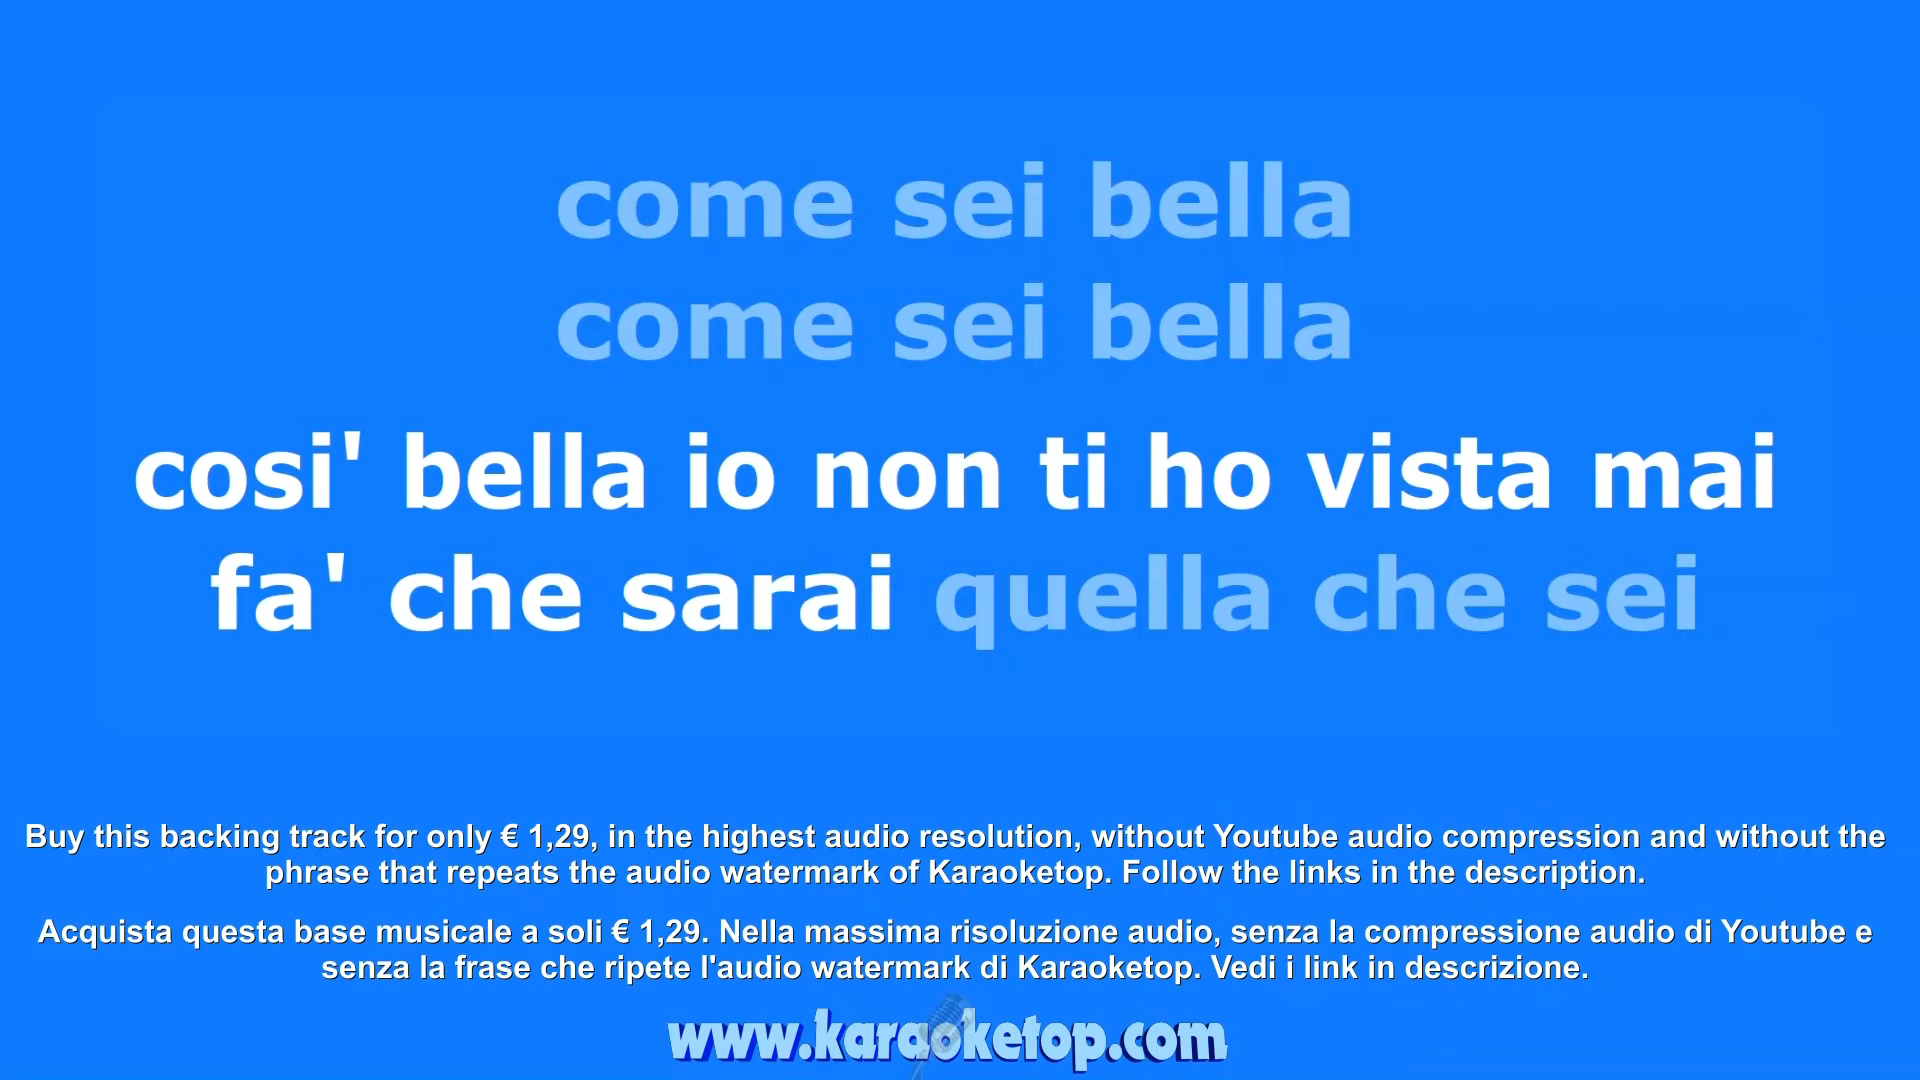 come sei bella
come sei bella
cosi' bella io non ti ho vista mai
fa' che sarai quella che sei
Buy this backing track for only € 1,29, in the highest audio resolution, without Youtube audio compression and without the
phrase that repeats the audio watermark of Karaoketop. Follow the links in the description.
Acquista questa base musicale a soli € 1,29. Nella massima risoluzione audio, senza la compressione audio di Youtube e
senza la frase che ripete l'audio watermark di Karaoketop. Vedi i link in descrizione.
www.karaoketop.com